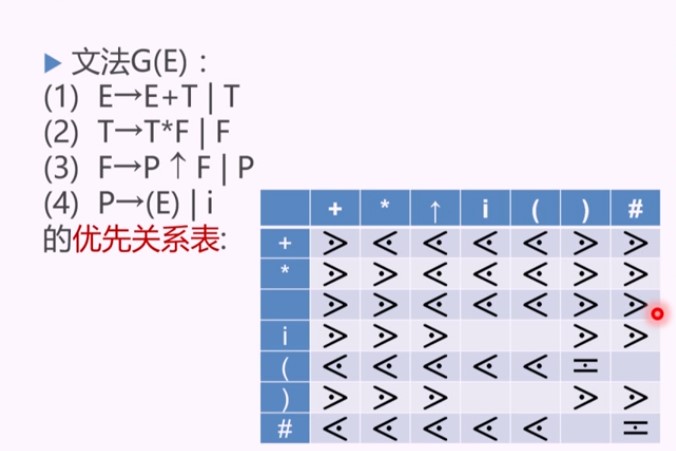 ▶ 文法G(E)：
(1) E→E+T | T
(2) T→T*F | F
(3) F→P↑F | P
(4) P→(E) | i
的优先关系表:
+ * ↑ i ( ) #
+ ⋗ ⋖ ⋖ ⋖ ⋖ ⋗ ⋗
* ⋗ ⋗ ⋖ ⋖ ⋖ ⋗ ⋗
⋗ ⋗ ⋖ ⋖ ⋖ ⋗ ⋗
i ⋗ ⋗ ⋗ ⋗ ⋗
( ⋖ ⋖ ⋖ ⋖ ⋖ ≖
) ⋗ ⋗ ⋗ ⋗ ⋗
# ⋖ ⋖ ⋖ ⋖ ⋖ ≖